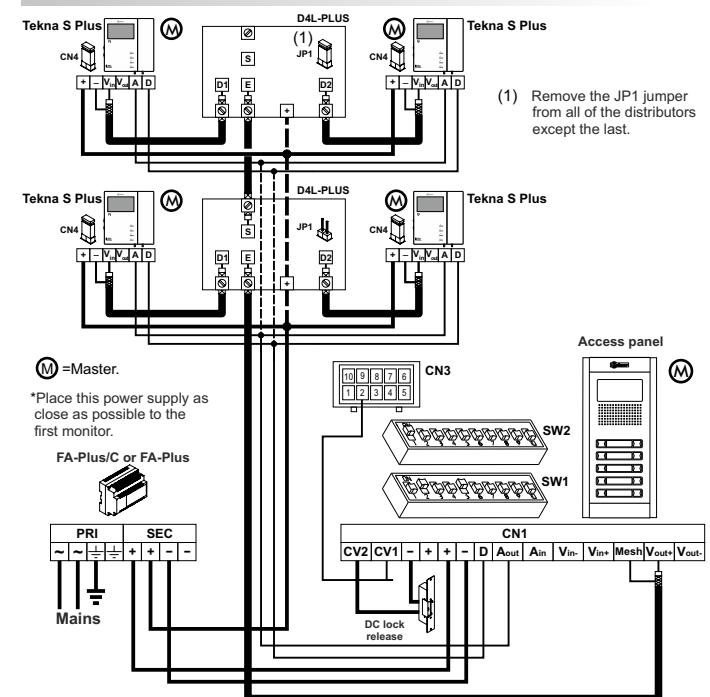 D4L-PLUS
Tekna S Plus M (1) M Tekna S Plus
CN4 S JP1 CN4
D1 E D2
+ – Vin Vout A D + + – Vin Vout A D
(1) Remove the JP1 jumper
from all of the distributors
except the last.
D4L-PLUS
Tekna S Plus M M Tekna S Plus
CN4 S JP1 CN4
D1 E D2
+ – Vin Vout A D + + – Vin Vout A D
M =Master.
*Place this power supply as
close as possible to the
first monitor.
FA-Plus/C or FA-Plus
PRI SEC
~ ~ + + – –
Mains
Access panel
M
10 9 8 7 6 CN3
1 2 3 4 5
SW2
SW1
CN1
CV2 CV1 – + + – D Aout Ain Vin- Vin+ Mesh Vout+ Vout-
DC lock
release